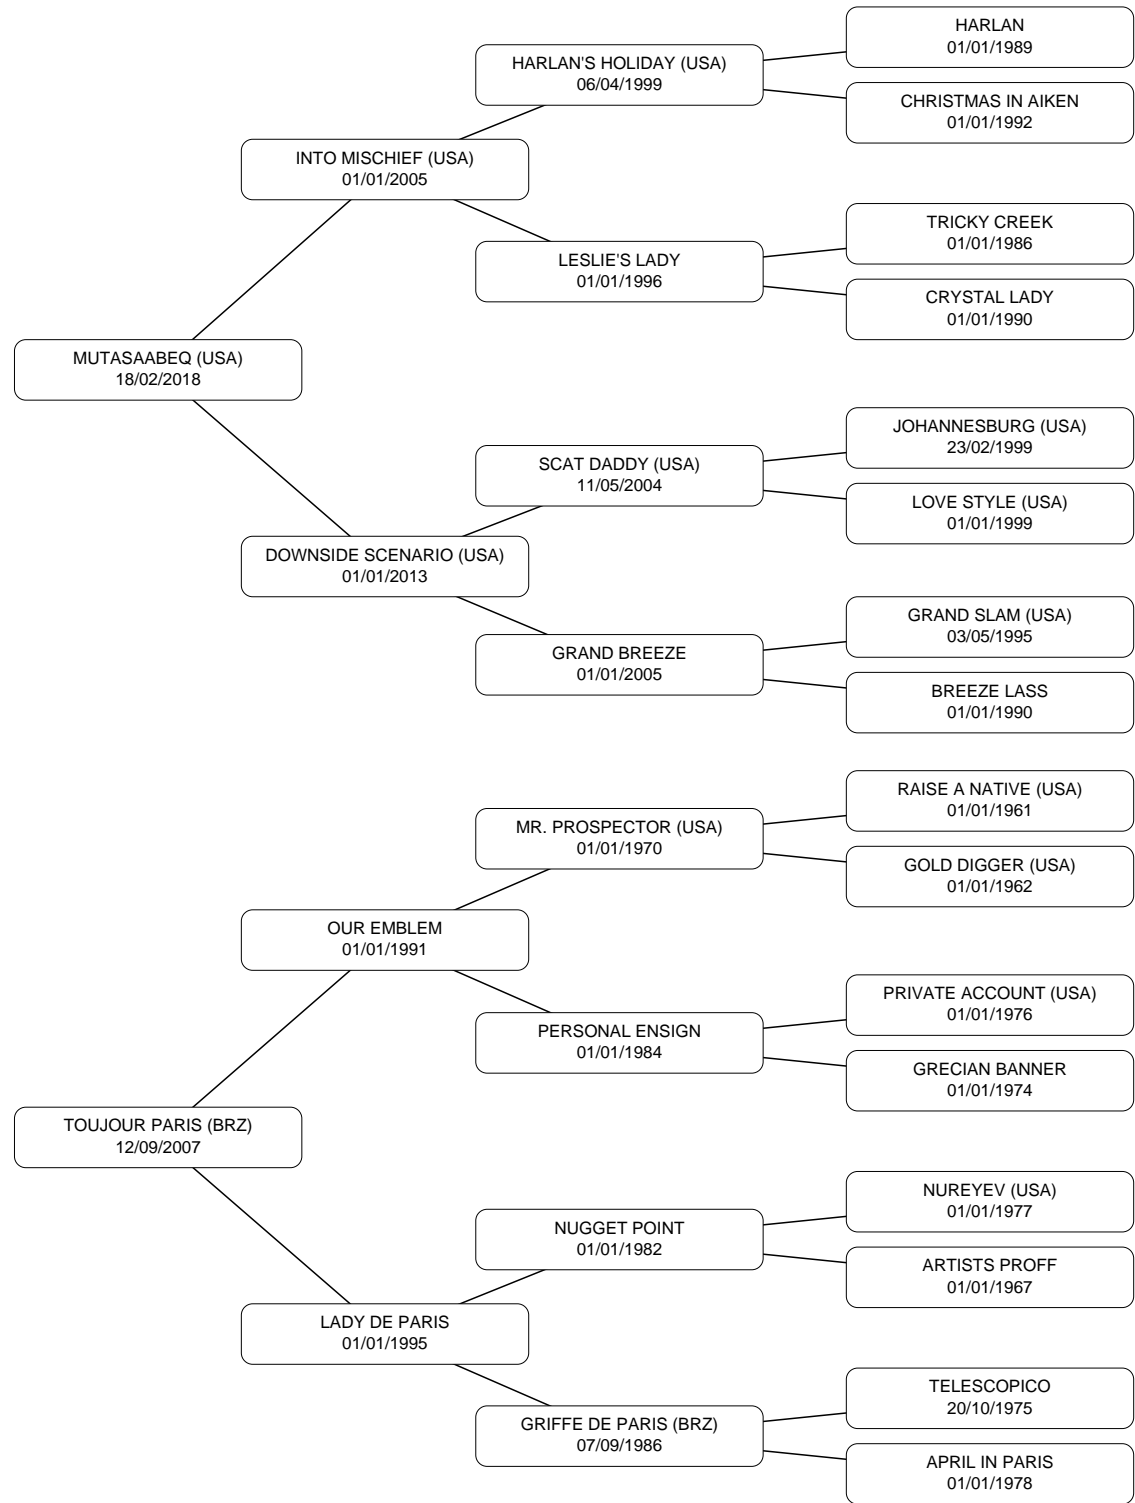 HARLAN
01/01/1989
HARLAN'S HOLIDAY (USA)
06/04/1999
CHRISTMAS IN AIKEN
01/01/1992
INTO MISCHIEF (USA)
01/01/2005
TRICKY CREEK
01/01/1986
LESLIE'S LADY
01/01/1996
CRYSTAL LADY
01/01/1990
MUTASAABEQ (USA)
18/02/2018
JOHANNESBURG (USA)
23/02/1999
SCAT DADDY (USA)
11/05/2004
LOVE STYLE (USA)
01/01/1999
DOWNSIDE SCENARIO (USA)
01/01/2013
GRAND SLAM (USA)
03/05/1995
GRAND BREEZE
01/01/2005
BREEZE LASS
01/01/1990
RAISE A NATIVE (USA)
01/01/1961
MR. PROSPECTOR (USA)
01/01/1970
GOLD DIGGER (USA)
01/01/1962
OUR EMBLEM
01/01/1991
PRIVATE ACCOUNT (USA)
01/01/1976
PERSONAL ENSIGN
01/01/1984
GRECIAN BANNER
01/01/1974
TOUJOUR PARIS (BRZ)
12/09/2007
NUREYEV (USA)
01/01/1977
NUGGET POINT
01/01/1982
ARTISTS PROFF
01/01/1967
LADY DE PARIS
01/01/1995
TELESCOPICO
20/10/1975
GRIFFE DE PARIS (BRZ)
07/09/1986
APRIL IN PARIS
01/01/1978